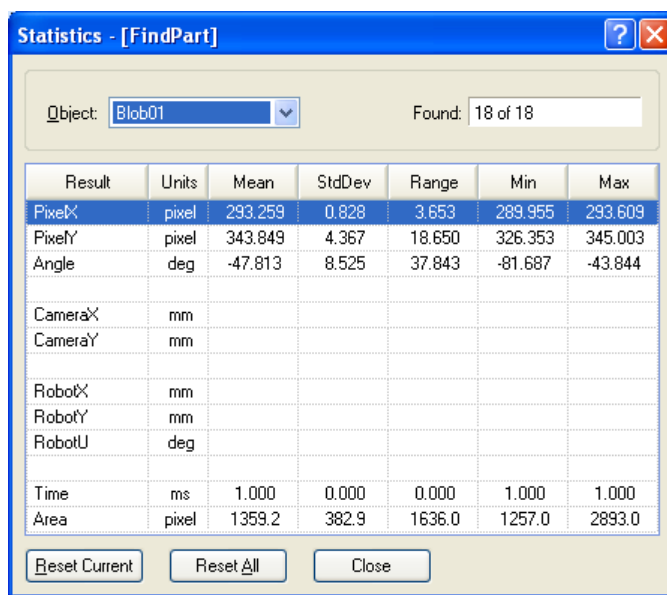 Statistics - [FindPart]
Object: Blob01 Found: 18 of 18
Result Units Mean StdDev Range Min Max
PixelX pixel 293.259 0.828 3.653 289.955 293.609
PixelY pixel 343.849 4.367 18.650 326.353 345.003
Angle deg -47.813 8.525 37.843 -81.687 -43.844
CameraX mm
CameraY mm
RobotX mm
RobotY mm
RobotU deg
Time ms 1.000 0.000 0.000 1.000 1.000
Area pixel 1359.2 382.9 1636.0 1257.0 2893.0
Reset Current Reset All Close